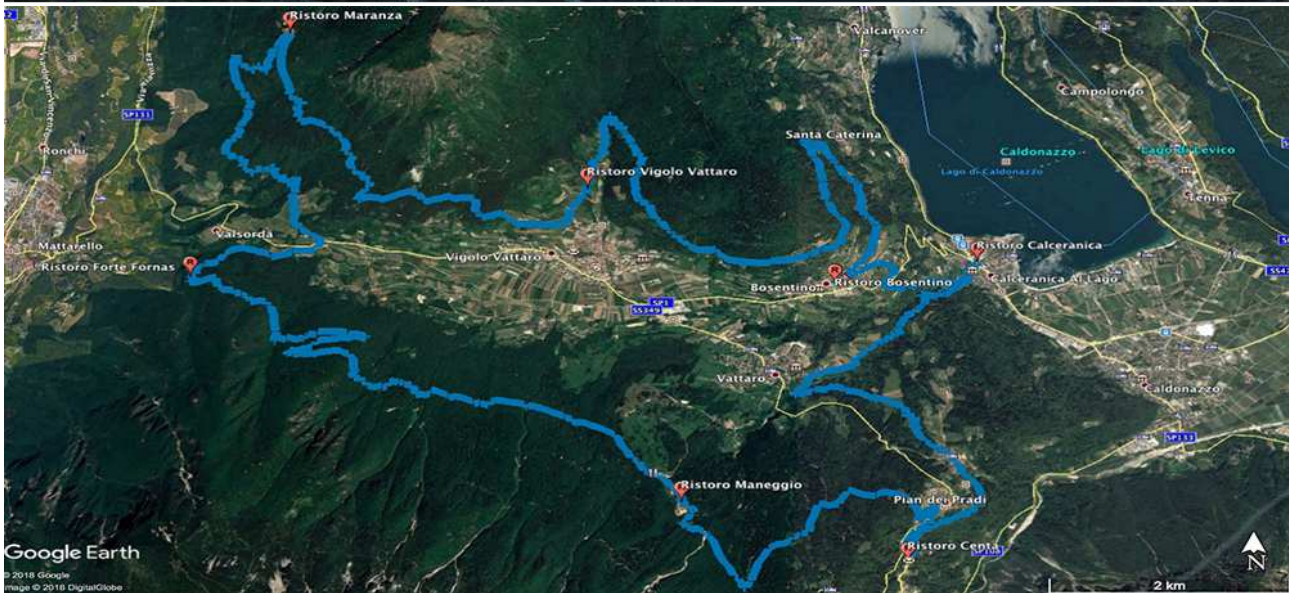 Ristoro Maranza
Valcanover
SP131
Campolongo
Ronchi
Santa Caterina
Caldonazzo
Lago di Caldonazzo
Lago di Levico
Ristoro Vigolo Vattaro
Tenna
Valsorda
Mattarello
Ristoro Forte Fornas
Vigolo Vattaro
Ristoro Calceranica
Calceranica Al Lago
Bosentino
Ristoro Bosentino
SP1
SS349
Vattaro
Caldonazzo
SP133
Ristoro Maneggio
Pian dei Pradi
Ristoro Centa
SP108
Google Earth
© 2018 Google
Image © 2018 DigitalGlobe
N
2 km